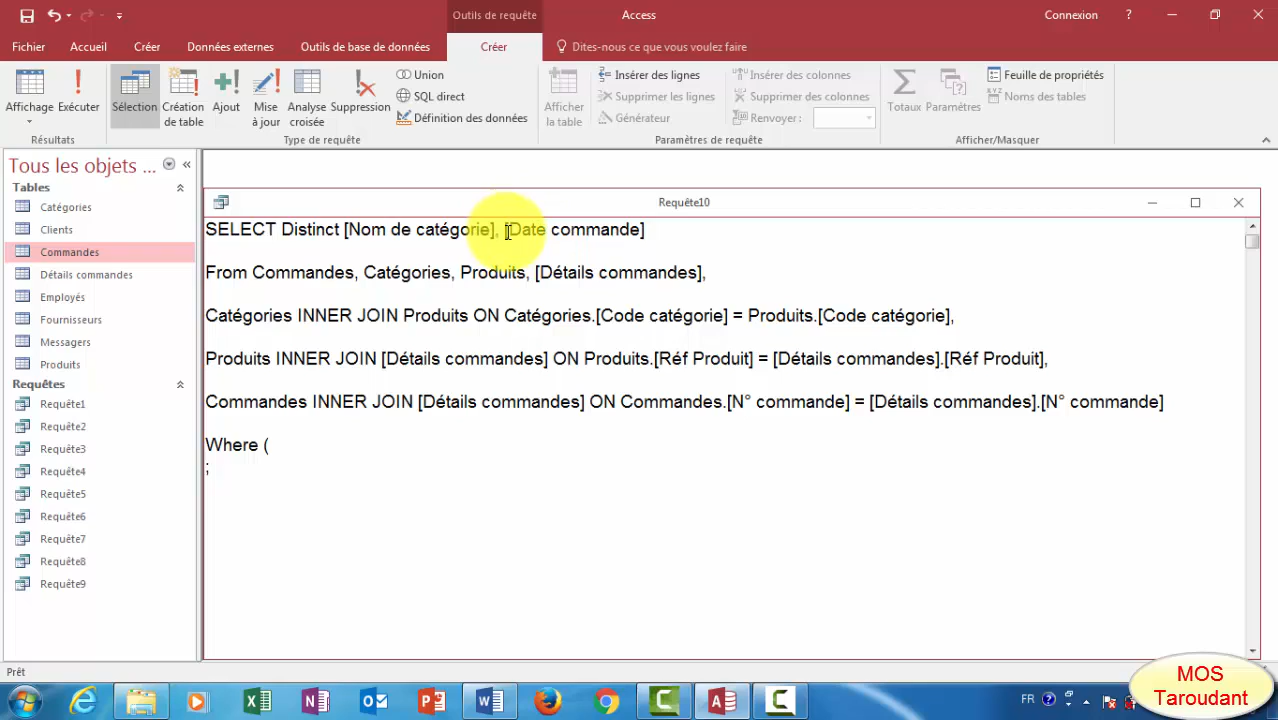 Outils de requête
Access
Connexion
?
Fichier
Accueil
Créer
Données externes
Outils de base de données
Créer
Dites-nous ce que vous voulez faire
Affichage
Exécuter
Résultats
Sélection
Création de table
Ajout
Mise à jour
Analyse croisée
Suppression
Union
SQL direct
Définition des données
Type de requête
Afficher la table
Insérer des lignes
Supprimer les lignes
Générateur
Insérer des colonnes
Supprimer des colonnes
Renvoyer :
Paramètres de requête
Totaux
Paramètres
Feuille de propriétés
Noms des tables
Afficher/Masquer
Tous les objets ...
Tables
Catégories
Clients
Commandes
Détails commandes
Employés
Fournisseurs
Messagers
Produits
Requêtes
Requête1
Requête2
Requête3
Requête4
Requête5
Requête6
Requête7
Requête8
Requête9
Requête10
SELECT Distinct [Nom de catégorie], [Date commande]
From Commandes, Catégories, Produits, [Détails commandes],
Catégories INNER JOIN Produits ON Catégories.[Code catégorie] = Produits.[Code catégorie],
Produits INNER JOIN [Détails commandes] ON Produits.[Réf Produit] = [Détails commandes].[Réf Produit],
Commandes INNER JOIN [Détails commandes] ON Commandes.[N° commande] = [Détails commandes].[N° commande]
Where (
;
Prêt
FR
MOS
Taroudant